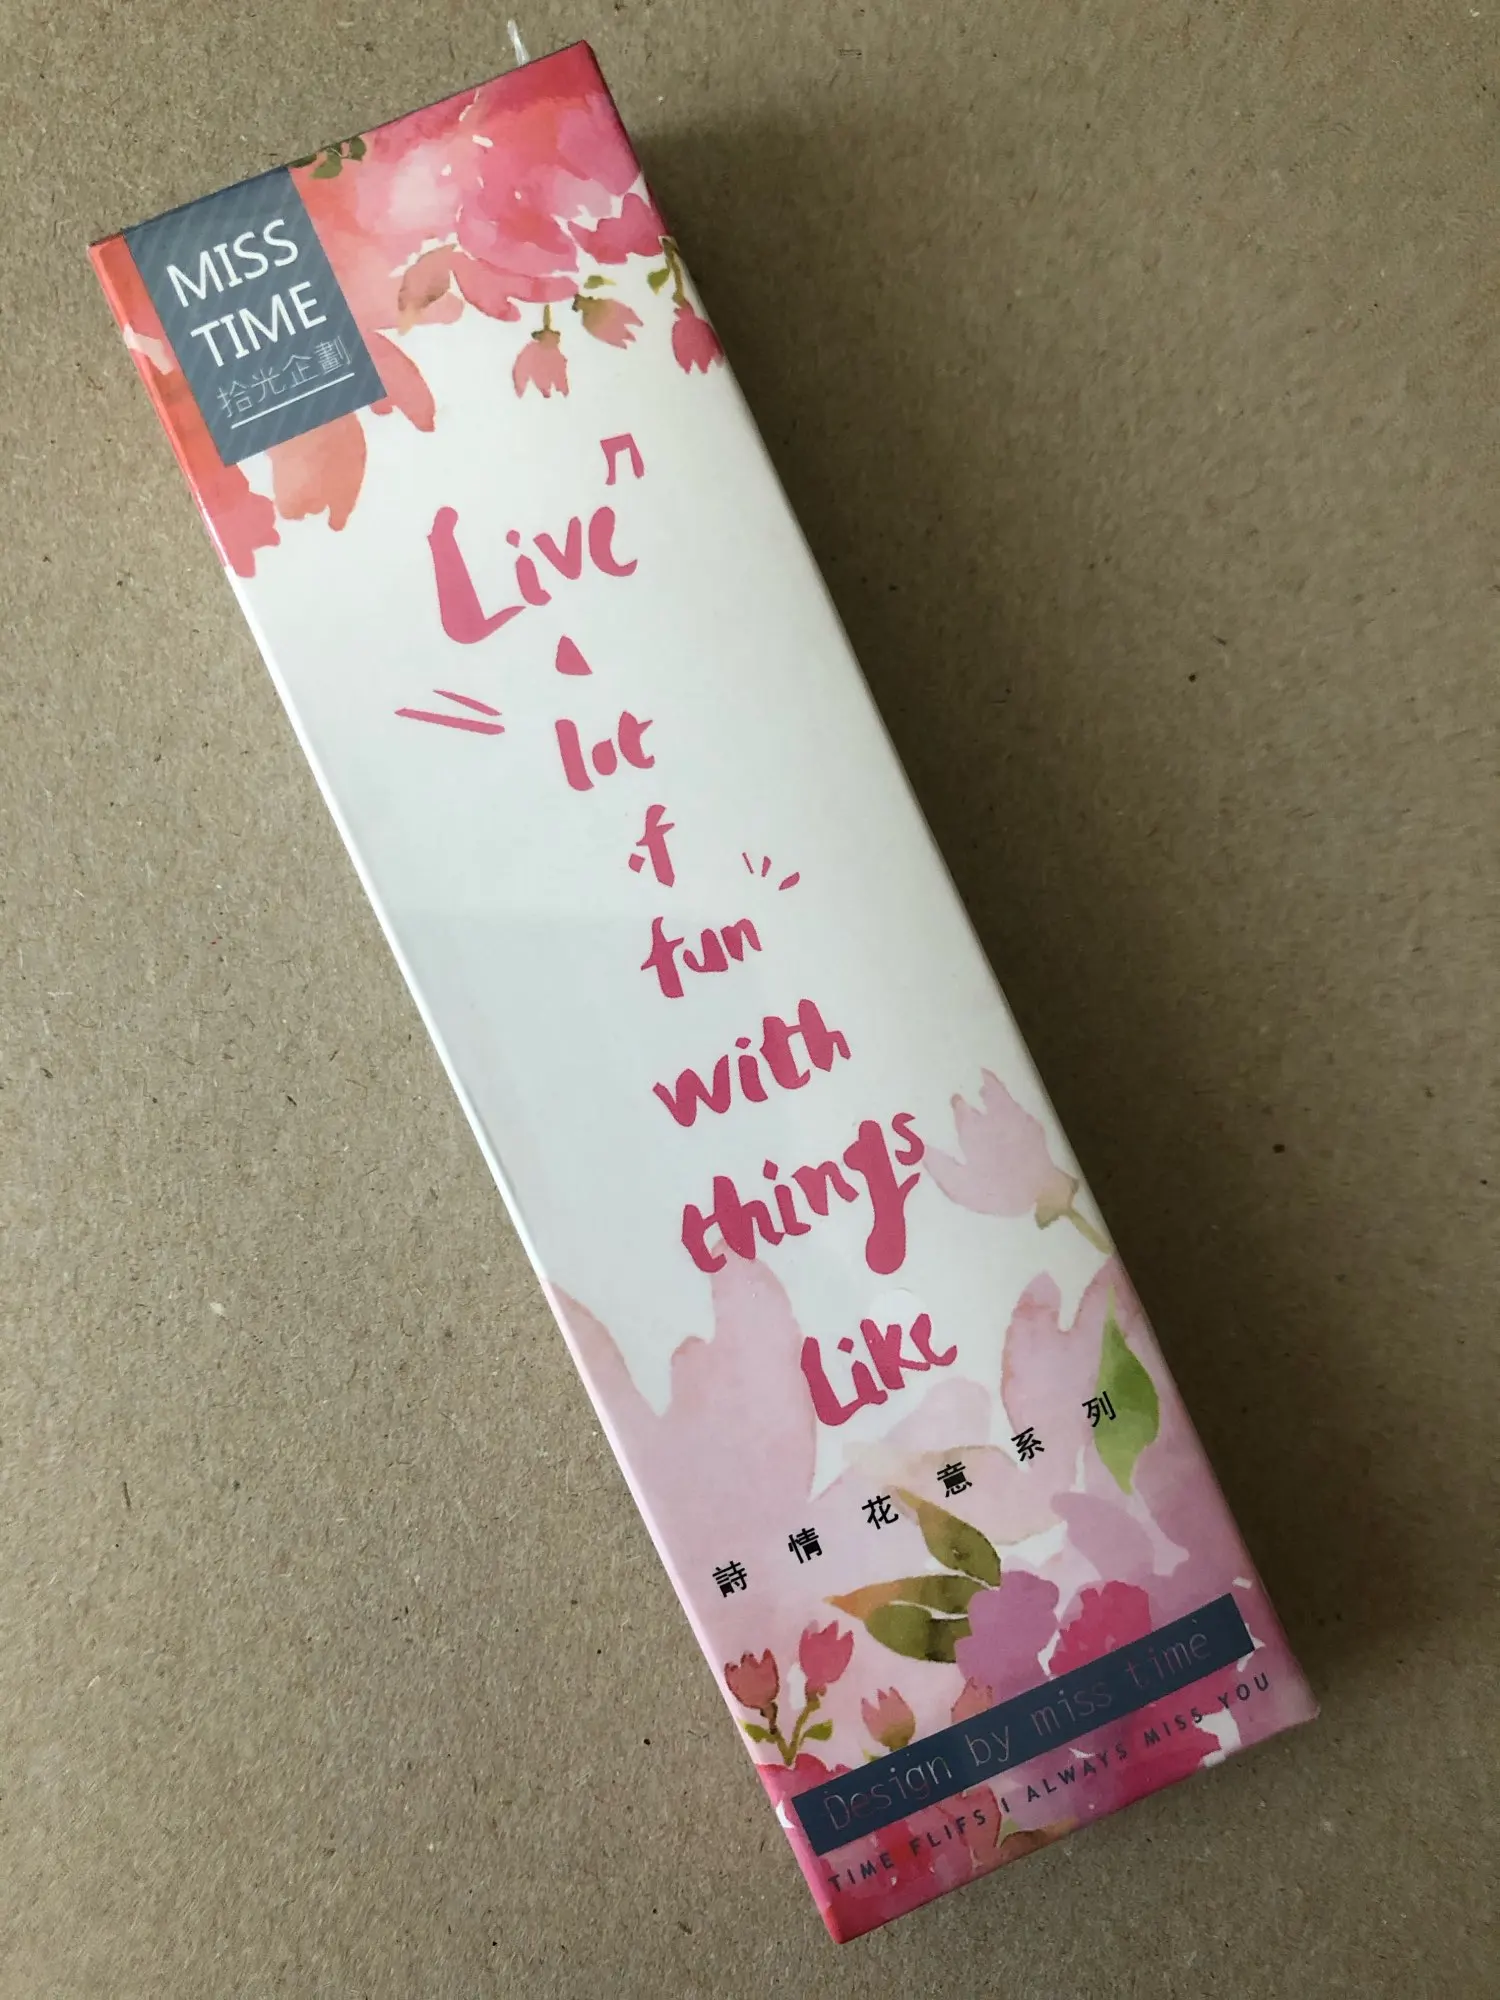 MISS
TIME
拾光企劃
Live
a
lot
of
fun
with
things
Like
詩情花意系列
Design by miss timè
TIME FLIFS I ALWAYS MISS YOU